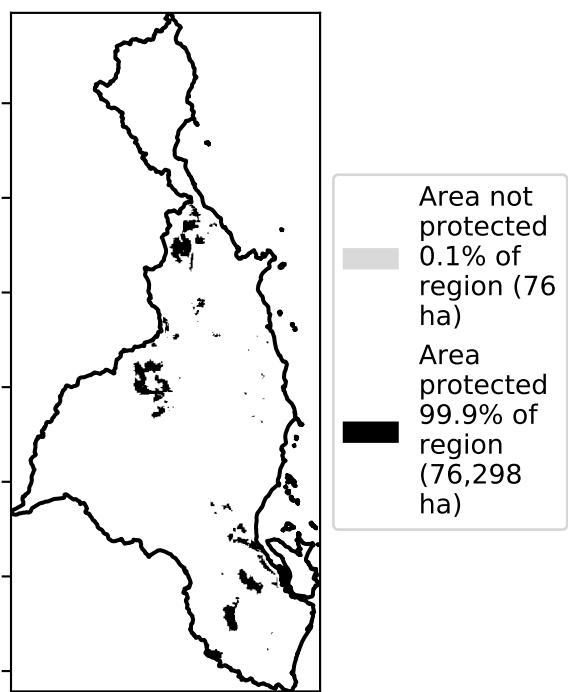 Area not
protected
0.1% of
region (76
ha)
Area
protected
99.9% of
region
(76,298
ha)